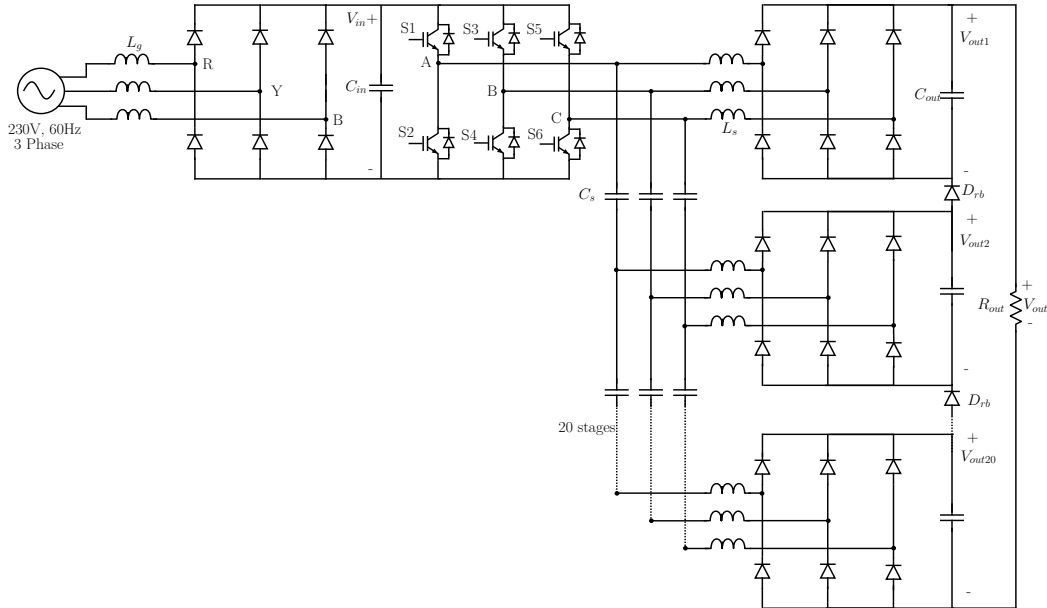 V_in +
S1
S3
S5
+
V_out1
L_g
R
A
Y
C_in
B
C_out
B
C
L_s
230V, 60Hz
3 Phase
S2
S4
S6
-
-
C_s
D_rb
+
V_out2
+
R_out
V_out
-
-
D_rb
20 stages
+
V_out20
-